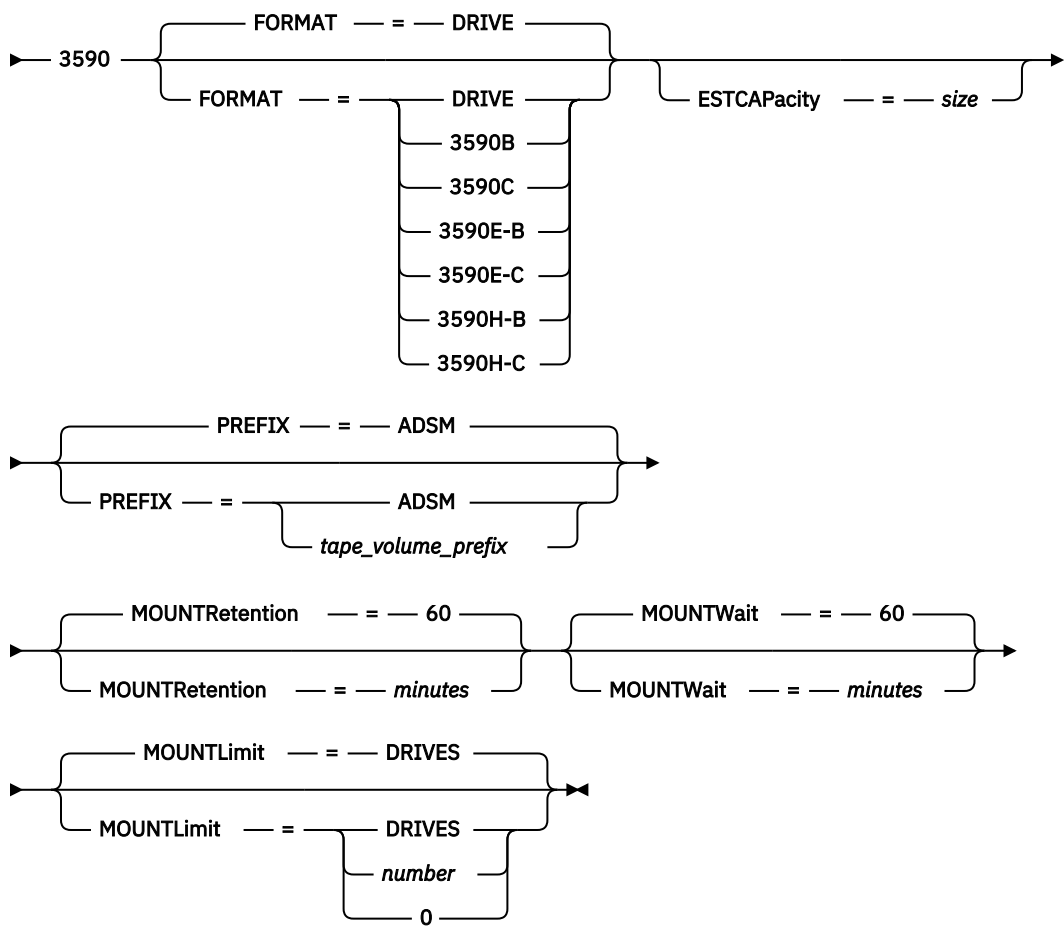 FORMAT = DRIVE
3590
FORMAT = DRIVE
ESTCAPacity = size
3590B
3590C
3590E-B
3590E-C
3590H-B
3590H-C
PREFIX = ADSM
PREFIX = ADSM
tape_volume_prefix
MOUNTRetention = 60 MOUNTWait = 60
MOUNTRetention = minutes MOUNTWait = minutes
MOUNTLimit = DRIVES
MOUNTLimit = DRIVES
number
0